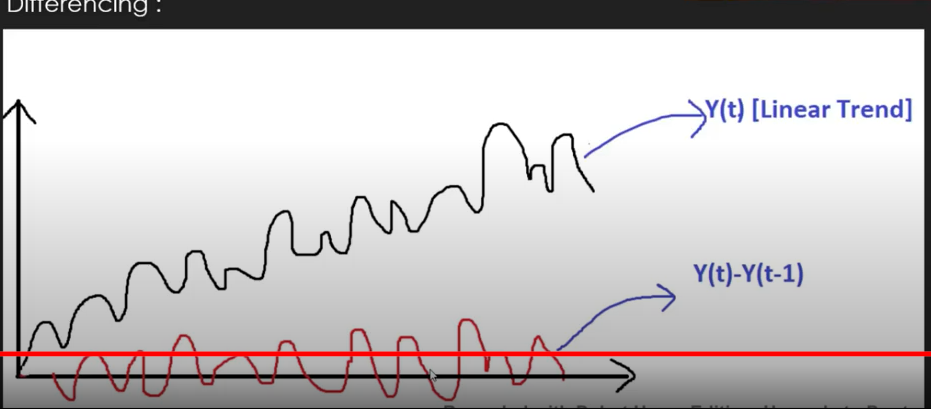 Differencing :
Y(t) [Linear Trend]
Y(t)-Y(t-1)